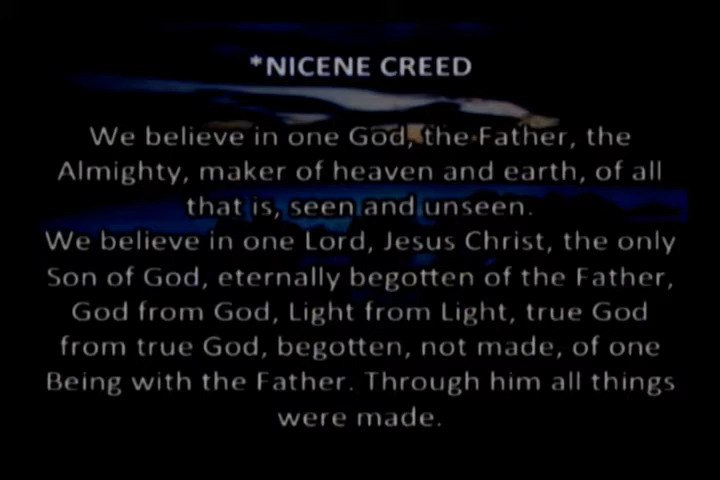 *NICENE CREED
We believe in one God, the Father, the
Almighty, maker of heaven and earth, of all
that is, seen and unseen.
We believe in one Lord, Jesus Christ, the only
Son of God, eternally begotten of the Father,
God from God, Light from Light, true God
from true God, begotten, not made, of one
Being with the Father. Through him all things
were made.